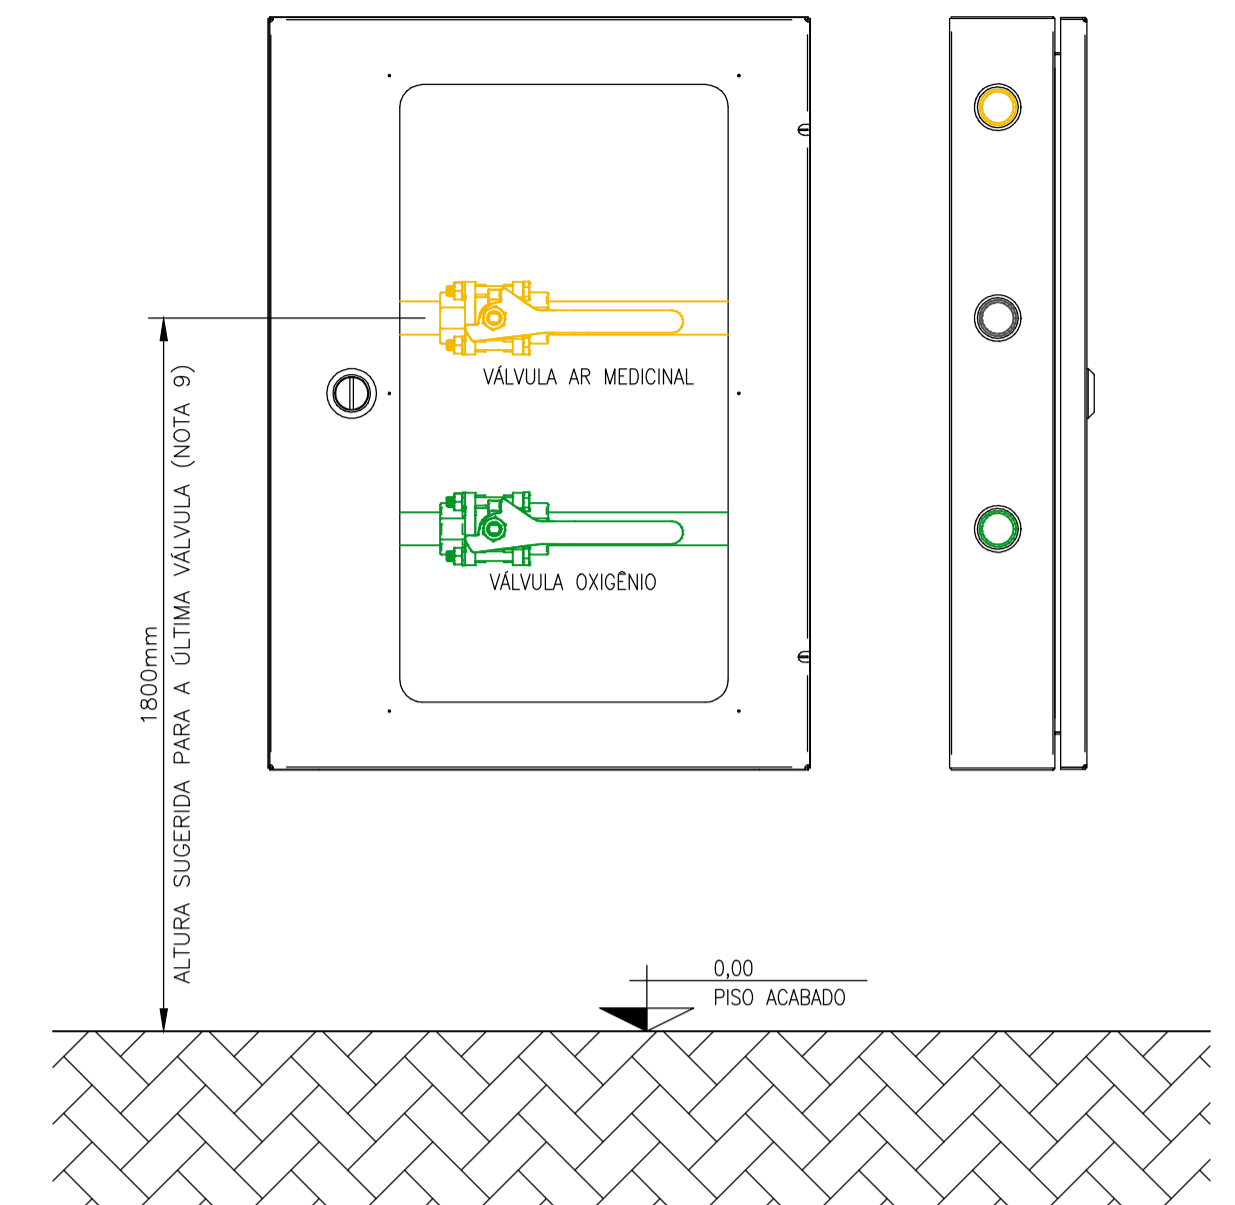 VÁLVULA AR MEDICINAL
VÁLVULA OXIGÊNIO
1800mm
ALTURA SUGERIDA PARA A ÚLTIMA VÁLVULA (NOTA 9)
0,00
PISO ACABADO